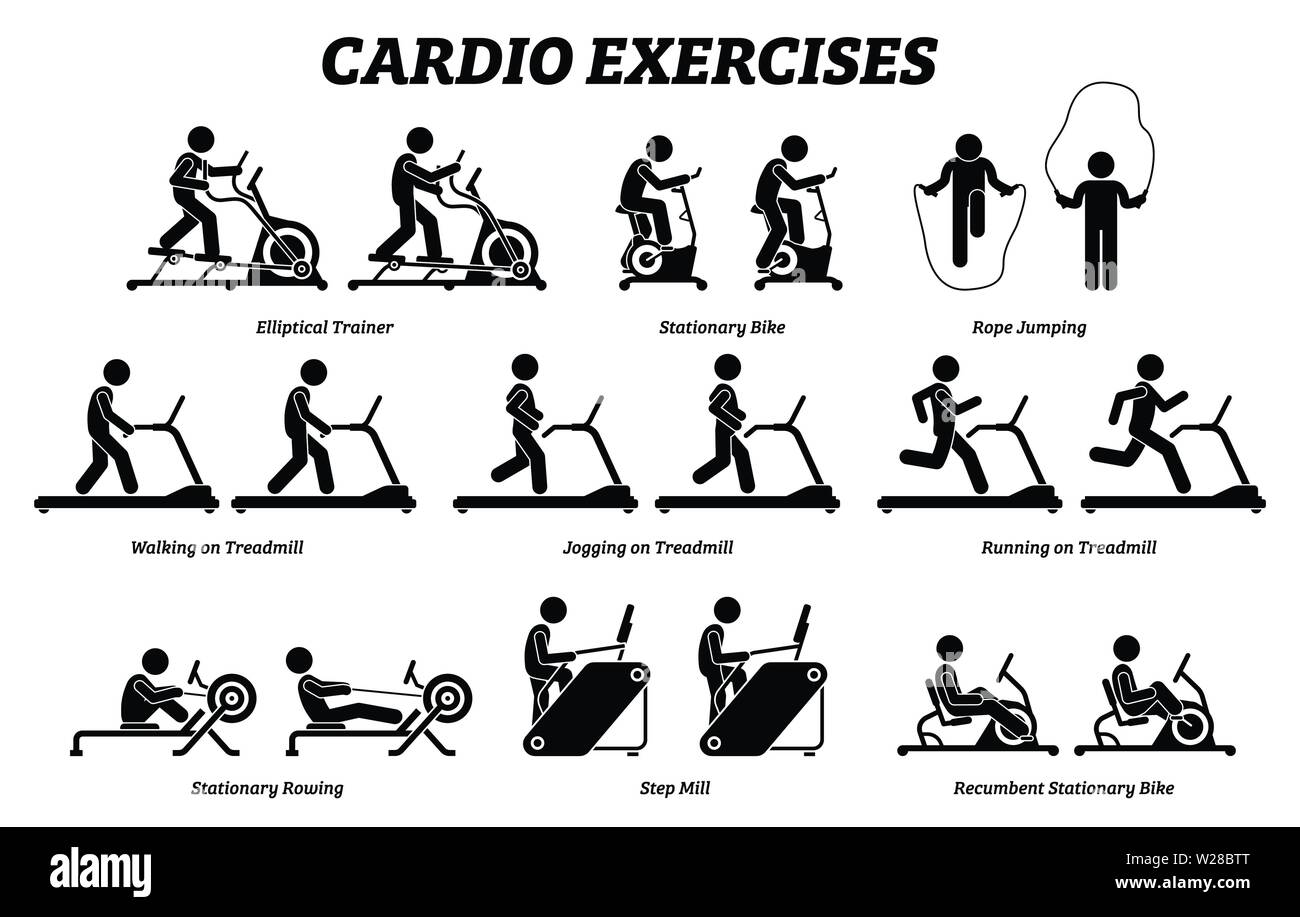 CARDIO EXERCISES
Elliptical Trainer
Stationary Bike
Rope Jumping
Walking on Treadmill
Jogging on Treadmill
Running on Treadmill
Stationary Rowing
Step Mill
Recumbent Stationary Bike
alamy
Image ID: W28BTT
www.alamy.com